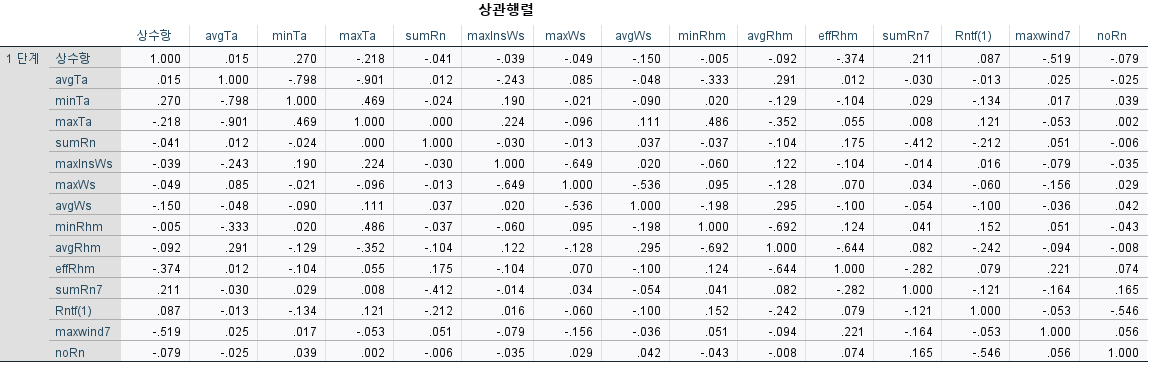 상관행렬
상수항 avgTa minTa maxTa sumRn maxInsWs maxWs avgWs minRhm avgRhm effRhm sumRn7 Rntf(1) maxwind7 noRn
1 단계 상수항 1.000 .015 .270 -.218 -.041 -.039 -.049 -.150 -.005 -.092 -.374 .211 .087 -.519 -.079
avgTa .015 1.000 -.798 -.901 .012 -.243 .085 -.048 -.333 .291 .012 -.030 -.013 .025 -.025
minTa .270 -.798 1.000 .469 -.024 .190 -.021 -.090 .020 -.129 -.104 .029 -.134 .017 .039
maxTa -.218 -.901 .469 1.000 .000 .224 -.096 .111 .486 -.352 .055 .008 .121 -.053 .002
sumRn -.041 .012 -.024 .000 1.000 -.030 -.013 .037 -.037 -.104 .175 -.412 -.212 .051 -.006
maxInsWs -.039 -.243 .190 .224 -.030 1.000 -.649 .020 -.060 .122 -.104 -.014 .016 -.079 -.035
maxWs -.049 .085 -.021 -.096 -.013 -.649 1.000 -.536 .095 -.128 .070 .034 -.060 -.156 .029
avgWs -.150 -.048 -.090 .111 .037 .020 -.536 1.000 -.198 .295 -.100 -.054 -.100 -.036 .042
minRhm -.005 -.333 .020 .486 -.037 -.060 .095 -.198 1.000 -.692 .124 .041 .152 .051 -.043
avgRhm -.092 .291 -.129 -.352 -.104 .122 -.128 .295 -.692 1.000 -.644 .082 -.242 -.094 -.008
effRhm -.374 .012 -.104 .055 .175 -.104 .070 -.100 .124 -.644 1.000 -.282 .079 .221 .074
sumRn7 .211 -.030 .029 .008 -.412 -.014 .034 -.054 .041 .082 -.282 1.000 -.121 -.164 .165
Rntf(1) .087 -.013 -.134 .121 -.212 .016 -.060 -.100 .152 -.242 .079 -.121 1.000 -.053 -.546
maxwind7 -.519 .025 .017 -.053 .051 -.079 -.156 -.036 .051 -.094 .221 -.164 -.053 1.000 .056
noRn -.079 -.025 .039 .002 -.006 -.035 .029 .042 -.043 -.008 .074 .165 -.546 .056 1.000